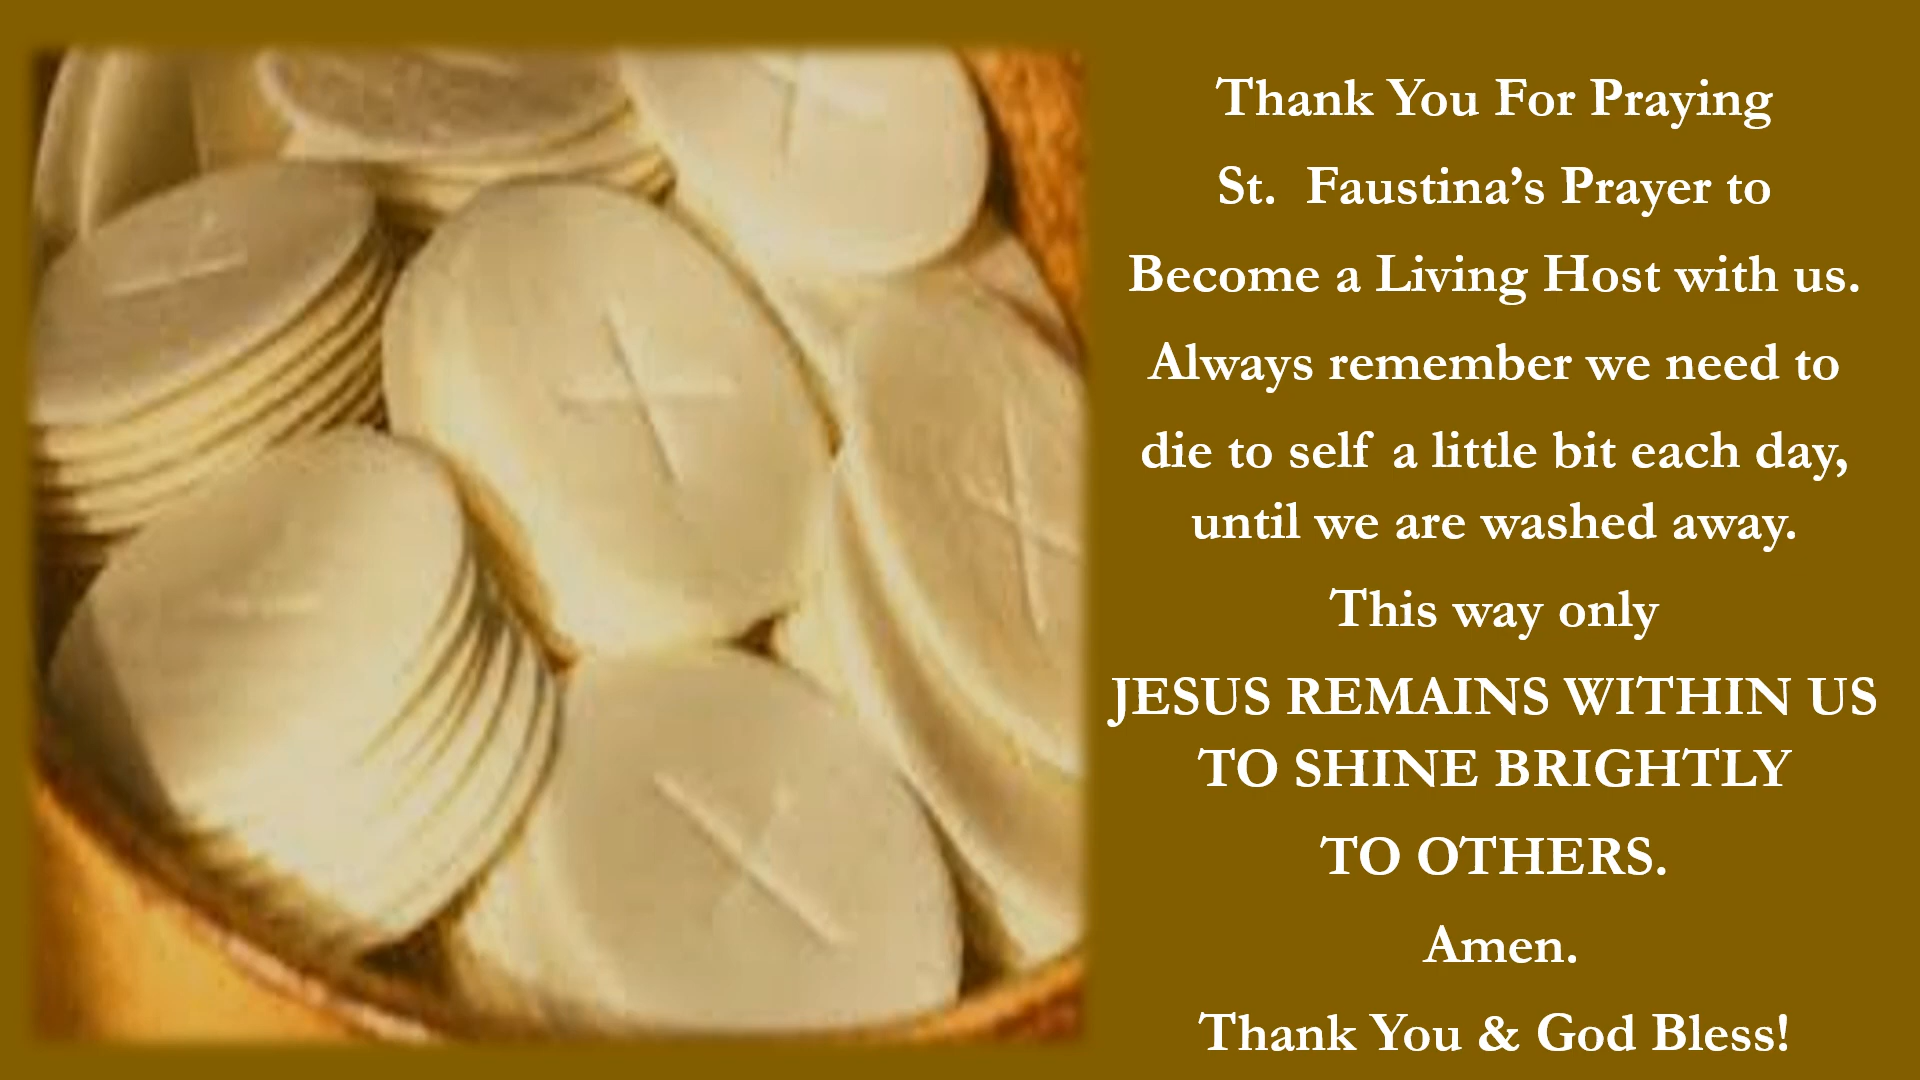 Thank You For Praying
St.  Faustina’s Prayer to
Become a Living Host with us.
Always remember we need to
die to self  a little bit each day,
until we are washed away.
This way only
JESUS REMAINS WITHIN US
TO SHINE BRIGHTLY
TO OTHERS.
Amen.
Thank You & God Bless!